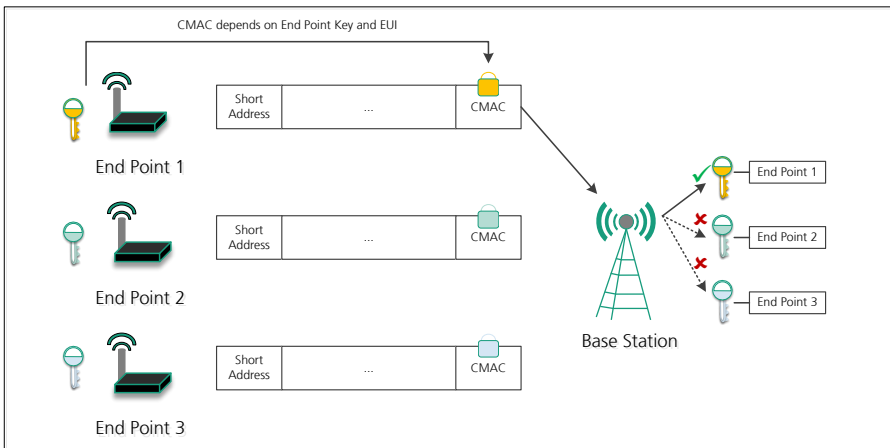 CMAC depends on End Point Key and EUI
Short
Address
...
CMAC
End Point 1
Short
Address
...
CMAC
End Point 2
Short
Address
...
CMAC
End Point 3
Base Station
End Point 1
End Point 2
End Point 3